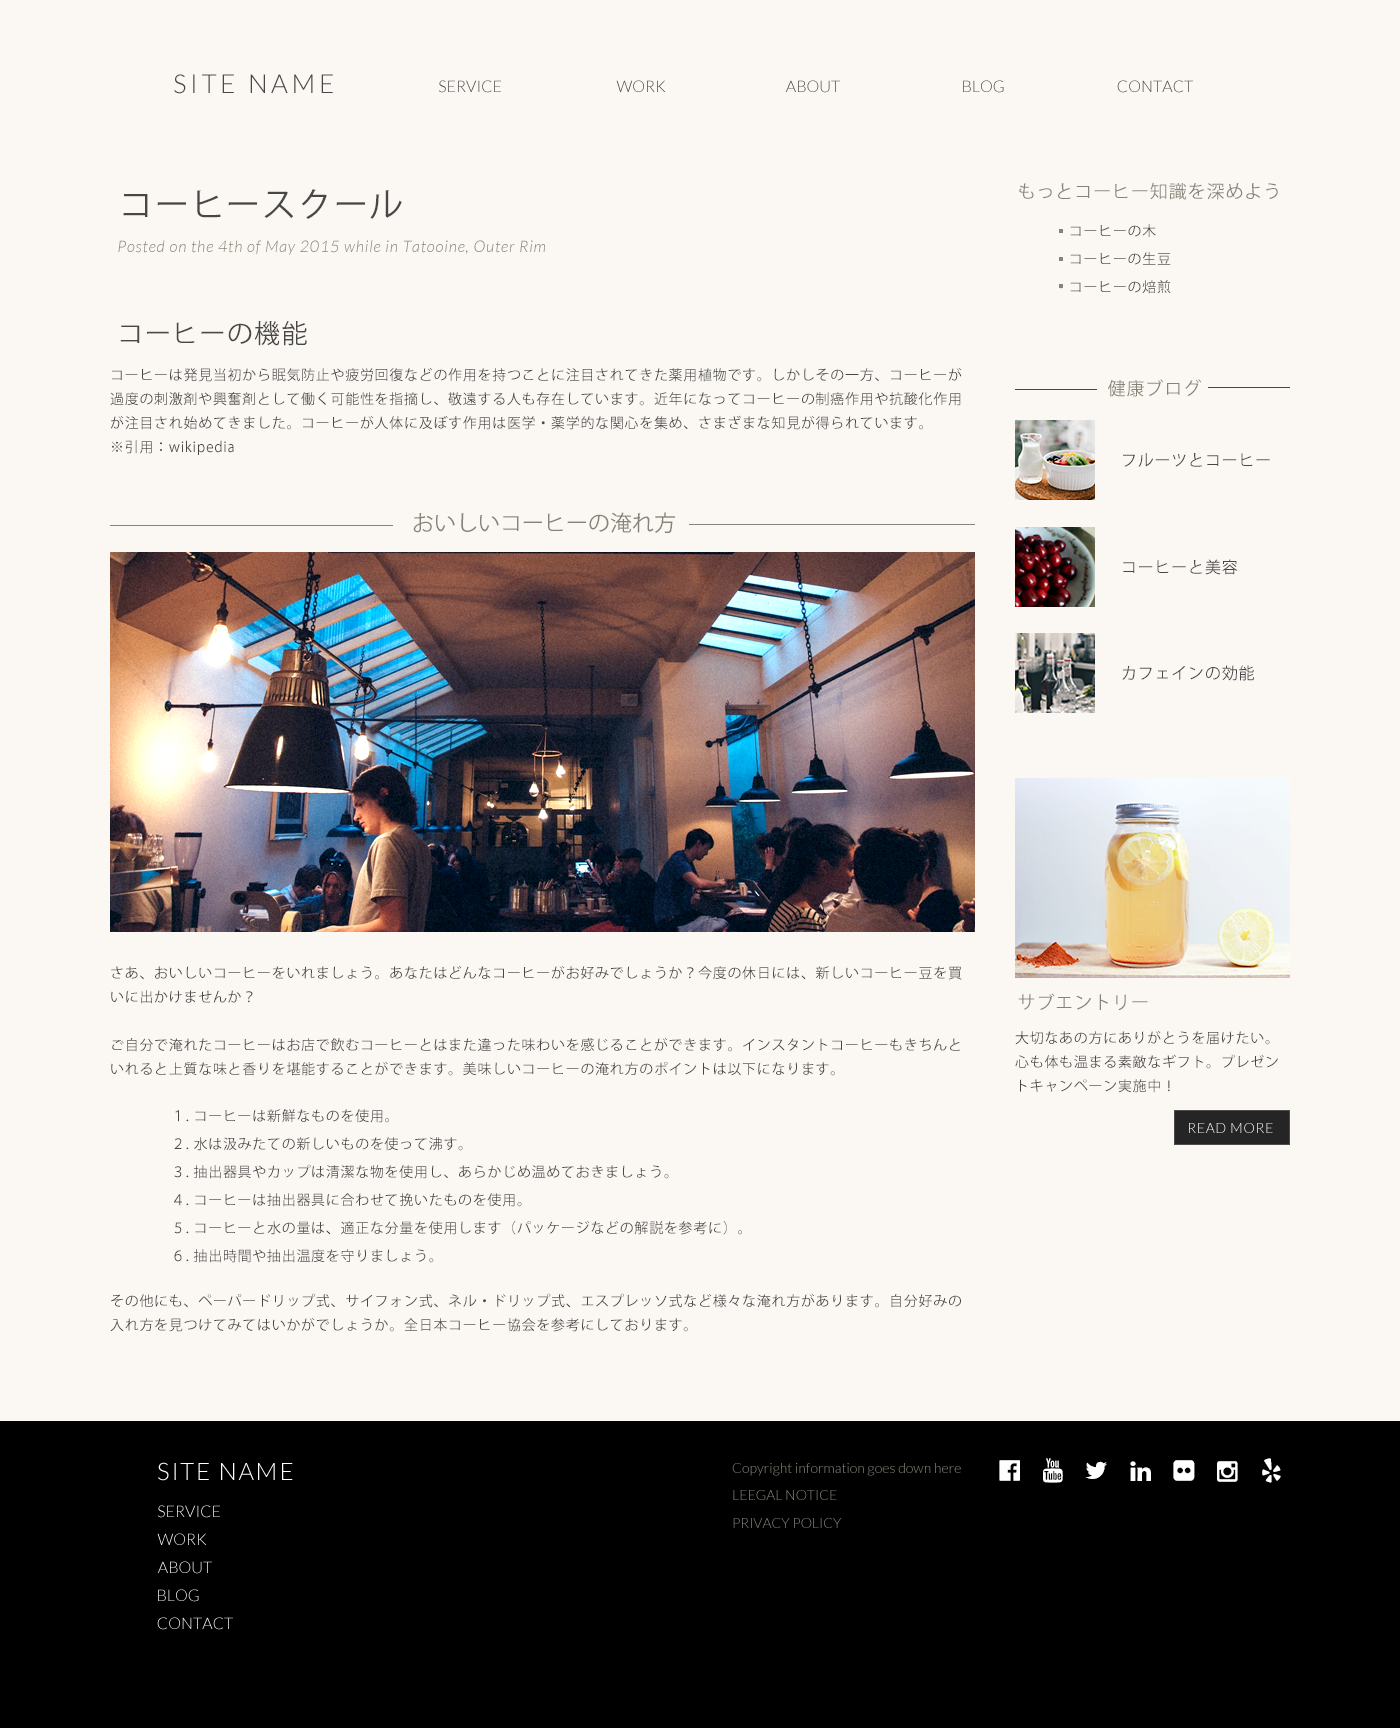 SITE NAME
SERVICE
WORK
ABOUT
BLOG
CONTACT
コーヒースクール
Posted on the 4th of May 2015 while in Tatooine, Outer Rim
コーヒーの機能
コーヒーは発見当初から眠気防止や疲労回復などの作用を持つことに注目されてきた薬用植物です。しかしその一方、コーヒーが
過度の刺激剤や興奮剤として働く可能性を指摘し、敬遠する人も存在しています。近年になってコーヒーの制癌作用や抗酸化作用
が注目され始めてきました。コーヒーが人体に及ぼす作用は医学・薬学的な関心を集め、さまざまな知見が得られています。
※引用：wikipedia
おいしいコーヒーの淹れ方
さあ、おいしいコーヒーをいれましょう。あなたはどんなコーヒーがお好みでしょうか？今度の休日には、新しいコーヒー豆を買
いに出かけませんか？
ご自分で淹れたコーヒーはお店で飲むコーヒーとはまた違った味わいを感じることができます。インスタントコーヒーもきちんと
いれると上質な味と香りを堪能することができます。美味しいコーヒーの淹れ方のポイントは以下になります。
1. コーヒーは新鮮なものを使用。
2. 水は汲みたての新しいものを使って沸す。
3. 抽出器具やカップは清潔な物を使用し、あらかじめ温めておきましょう。
4. コーヒーは抽出器具に合わせて挽いたものを使用。
5. コーヒーと水の量は、適正な分量を使用します（パッケージなどの解説を参考に）。
6. 抽出時間や抽出温度を守りましょう。
その他にも、ペーパードリップ式、サイフォン式、ネル・ドリップ式、エスプレッソ式など様々な淹れ方があります。自分好みの
入れ方を見つけてみてはいかがでしょうか。全日本コーヒー協会を参考にしております。
もっとコーヒー知識を深めよう
▪ コーヒーの木
▪ コーヒーの生豆
▪ コーヒーの焙煎
健康ブログ
フルーツとコーヒー
コーヒーと美容
カフェインの効能
サブエントリー
大切なあの方にありがとうを届けたい。
心も体も温まる素敵なギフト。プレゼン
トキャンペーン実施中！
READ MORE
SITE NAME
SERVICE
WORK
ABOUT
BLOG
CONTACT
Copyright information goes down here
LEEGAL NOTICE
PRIVACY POLICY
You
Tube
in